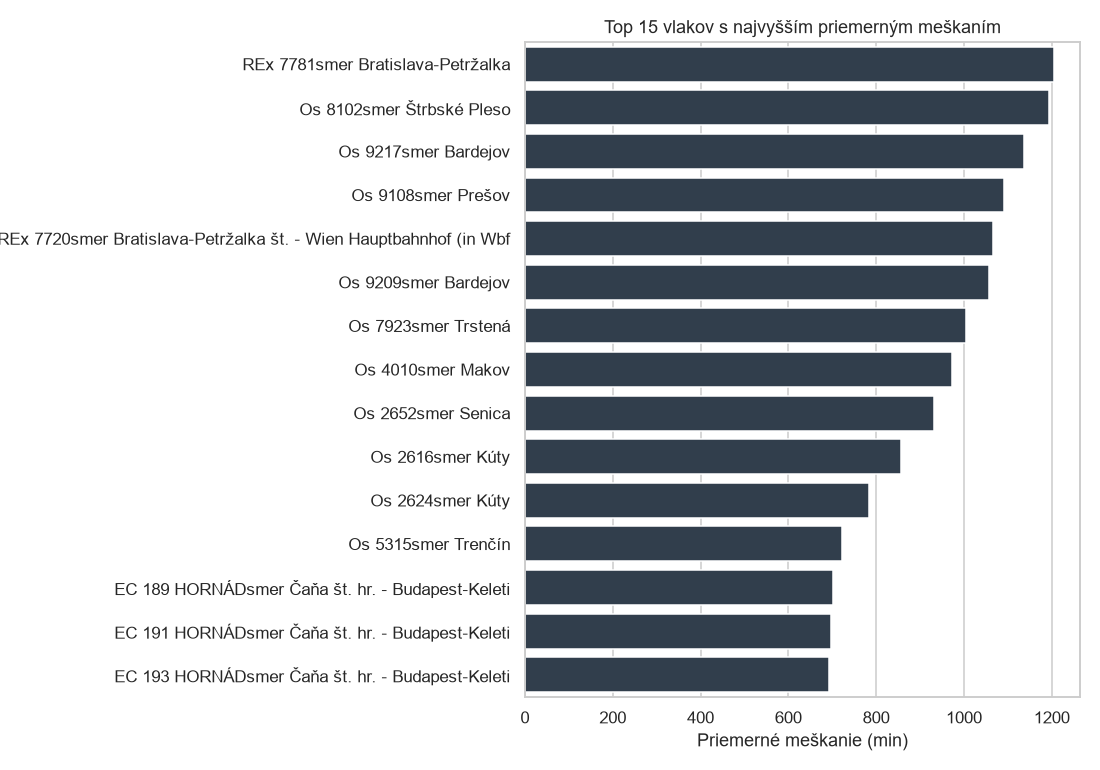 Top 15 vlakov s najvyšším priemerným meškaním
REx 7781smer Bratislava-Petržalka
Os 8102smer Štrbské Pleso
Os 9217smer Bardejov
Os 9108smer Prešov
REx 7720smer Bratislava-Petržalka št. - Wien Hauptbahnhof (in Wbf
Os 9209smer Bardejov
Os 7923smer Trstená
Os 4010smer Makov
Os 2652smer Senica
Os 2616smer Kúty
Os 2624smer Kúty
Os 5315smer Trenčín
EC 189 HORNÁDsmer Čaňa št. hr. - Budapest-Keleti
EC 191 HORNÁDsmer Čaňa št. hr. - Budapest-Keleti
EC 193 HORNÁDsmer Čaňa št. hr. - Budapest-Keleti
0 200 400 600 800 1000 1200
Priemerné meškanie (min)